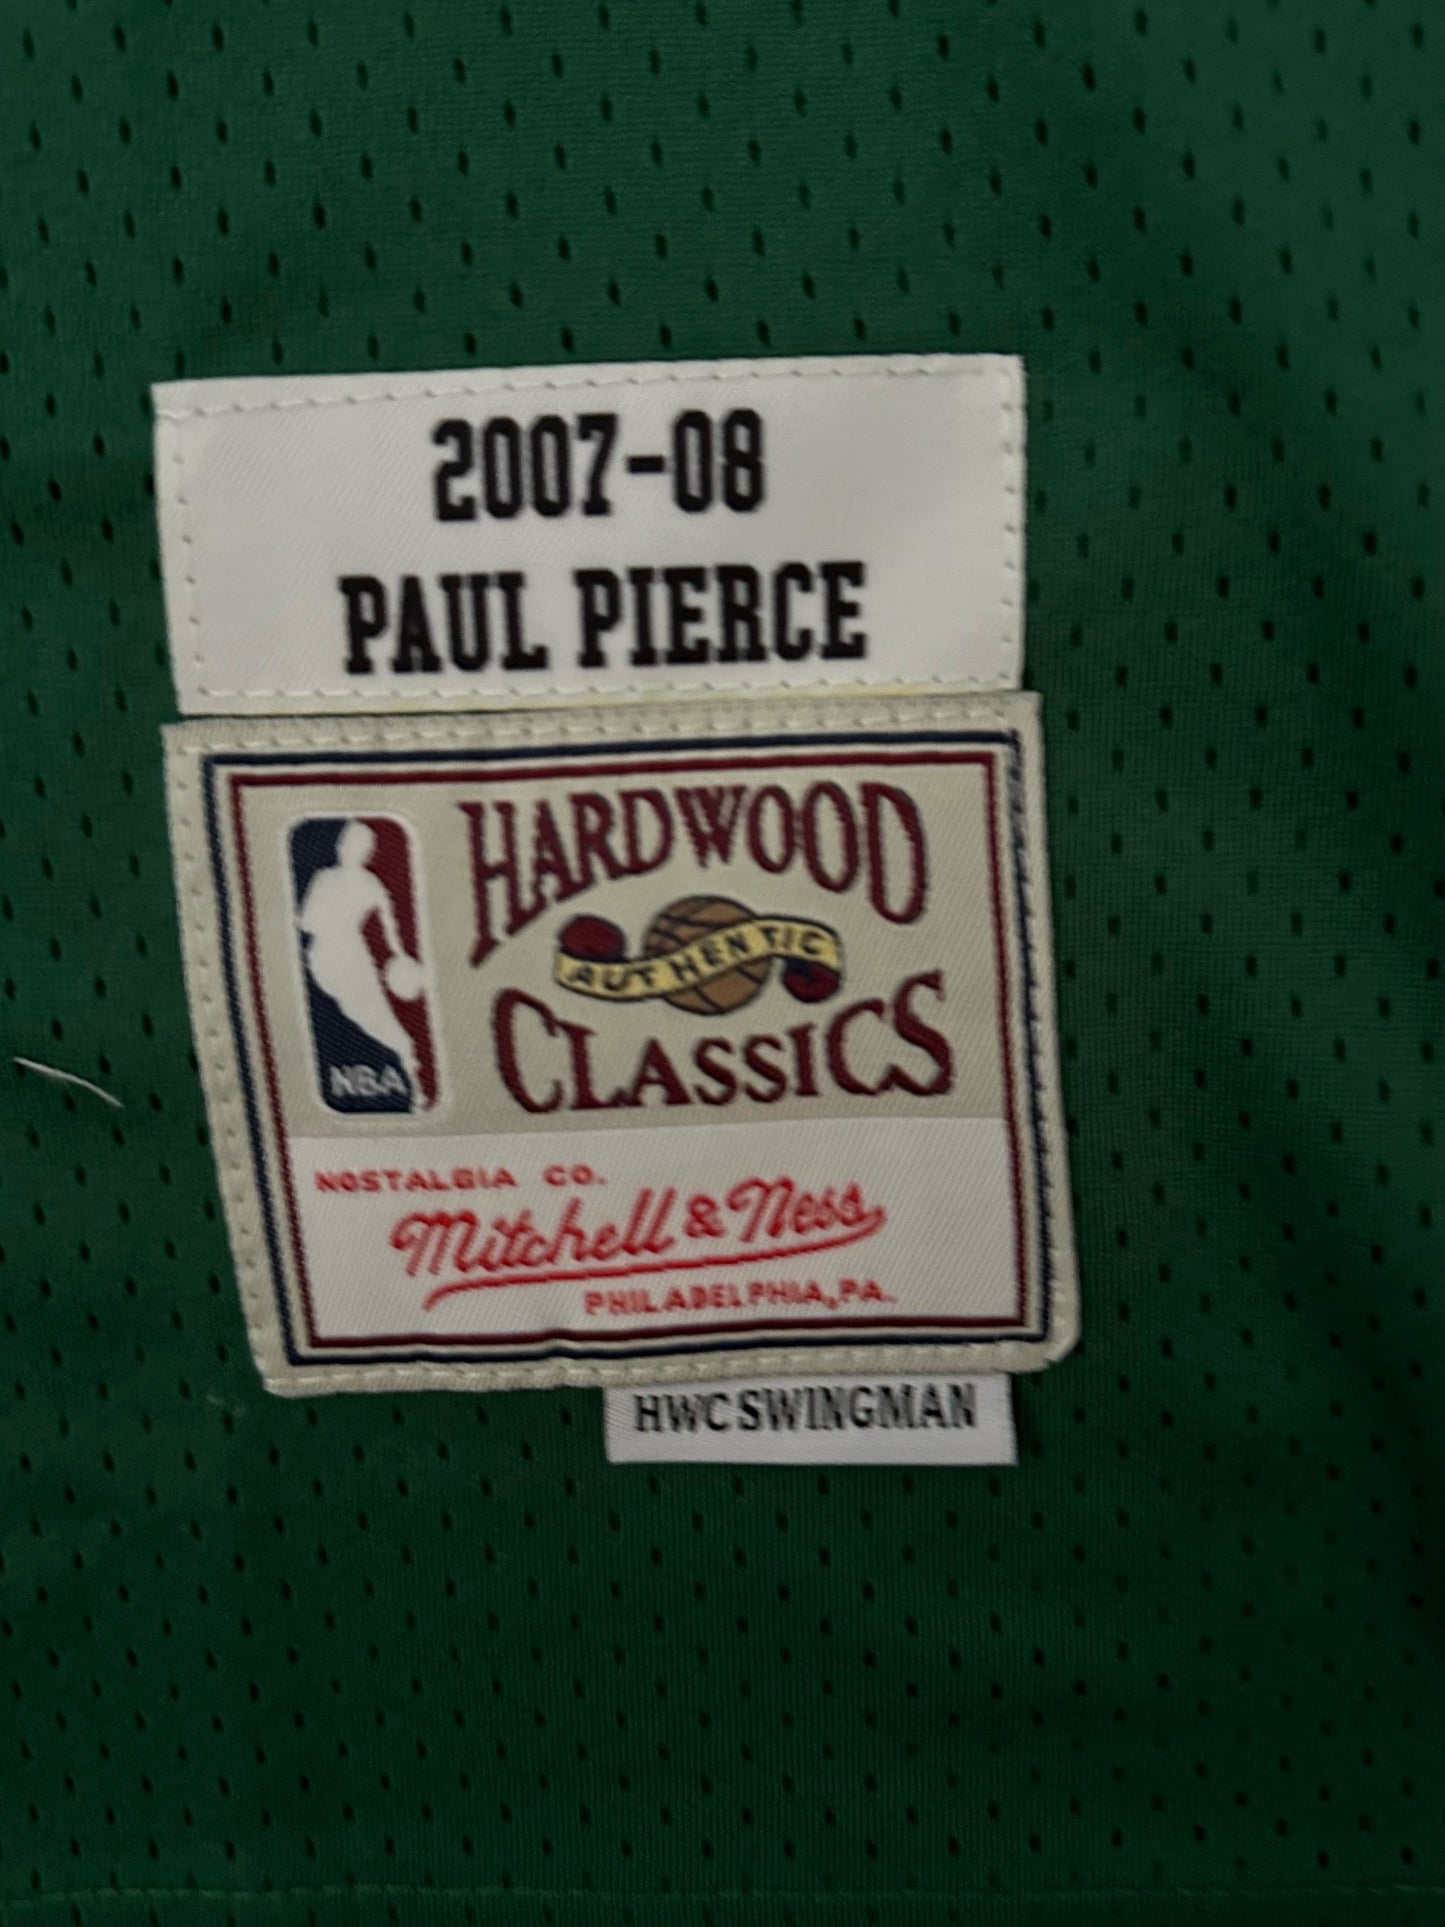 2007-08
PAUL PIERCE
HARDWOOD
AUTHENTIC
CLASSICS
NBA
NOSTALGIA CO.
Mitchell & Ness
PHILADELPHIA, PA.
HWC SWINGMAN